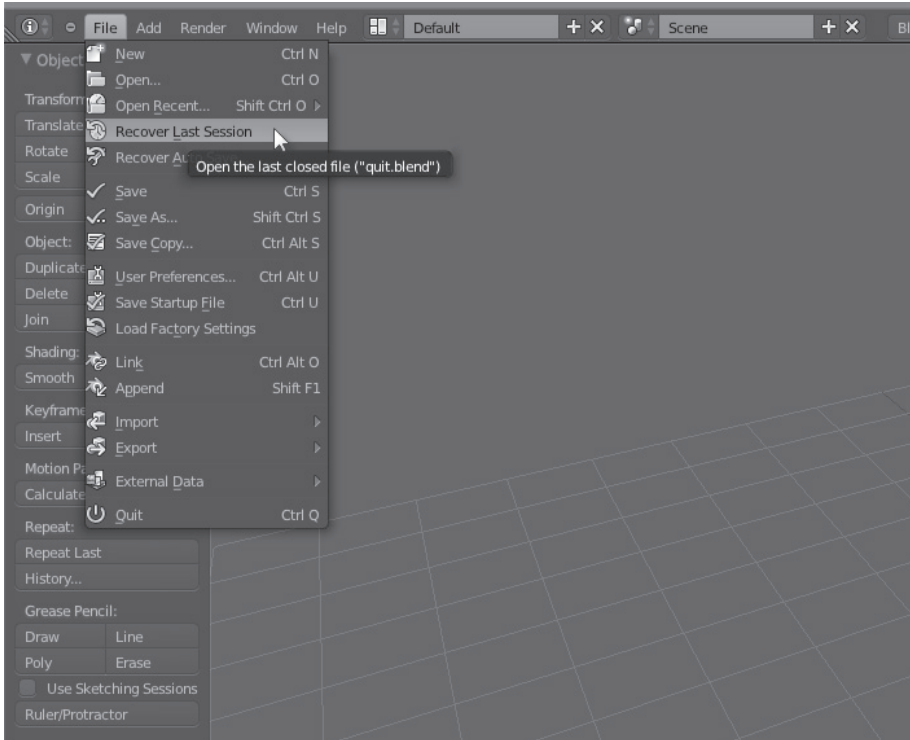 File Add Render Window Help Default Scene Bl
Object
Transform
Translate
Rotate
Scale
Origin
Object:
Duplicate
Delete
Join
Shading:
Smooth
Keyframe
Insert
Motion Pa
Calculate
Repeat:
Repeat Last
History...
Grease Pencil:
Draw Line
Poly Erase
Use Sketching Sessions
Ruler/Protractor
New Ctrl N
Open... Ctrl O
Open Recent... Shift Ctrl O
Recover Last Session
Recover Au
Open the last closed file ("quit.blend")
Save Ctrl S
Save As... Shift Ctrl S
Save Copy... Ctrl Alt S
User Preferences... Ctrl Alt U
Save Startup File Ctrl U
Load Factory Settings
Link Ctrl Alt O
Append Shift F1
Import
Export
External Data
Quit Ctrl Q